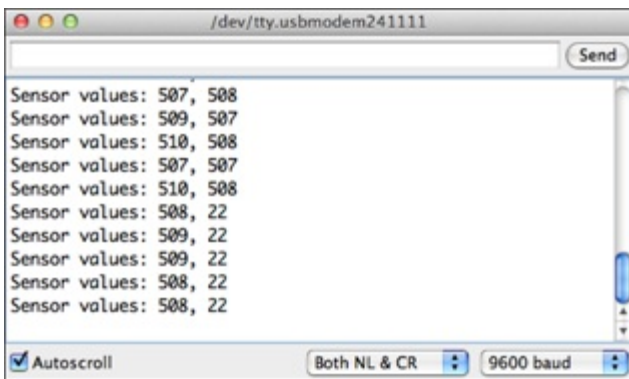 /dev/tty.usbmodem241111
Send
Sensor values: 507, 508
Sensor values: 509, 507
Sensor values: 510, 508
Sensor values: 507, 507
Sensor values: 510, 508
Sensor values: 508, 22
Sensor values: 509, 22
Sensor values: 509, 22
Sensor values: 508, 22
Sensor values: 508, 22
Autoscroll Both NL & CR 9600 baud